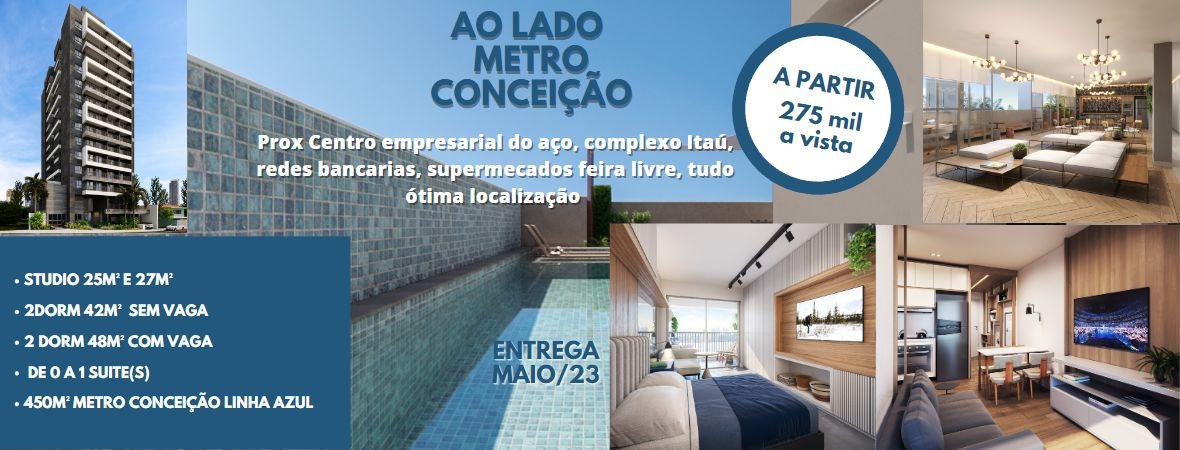 AO LADO
METRO
CONCEIÇÃO
Prox Centro empresarial do aço, complexo Itaú,
redes bancarias, supermecados feira livre, tudo
ótima localização
A PARTIR
275 mil
a vista
• STUDIO 25M² E 27M²
• 2DORM 42M² SEM VAGA
• 2 DORM 48M² COM VAGA
• DE 0 A 1 SUITE(S)
• 450M² METRO CONCEIÇÃO LINHA AZUL
ENTREGA
MAIO/23